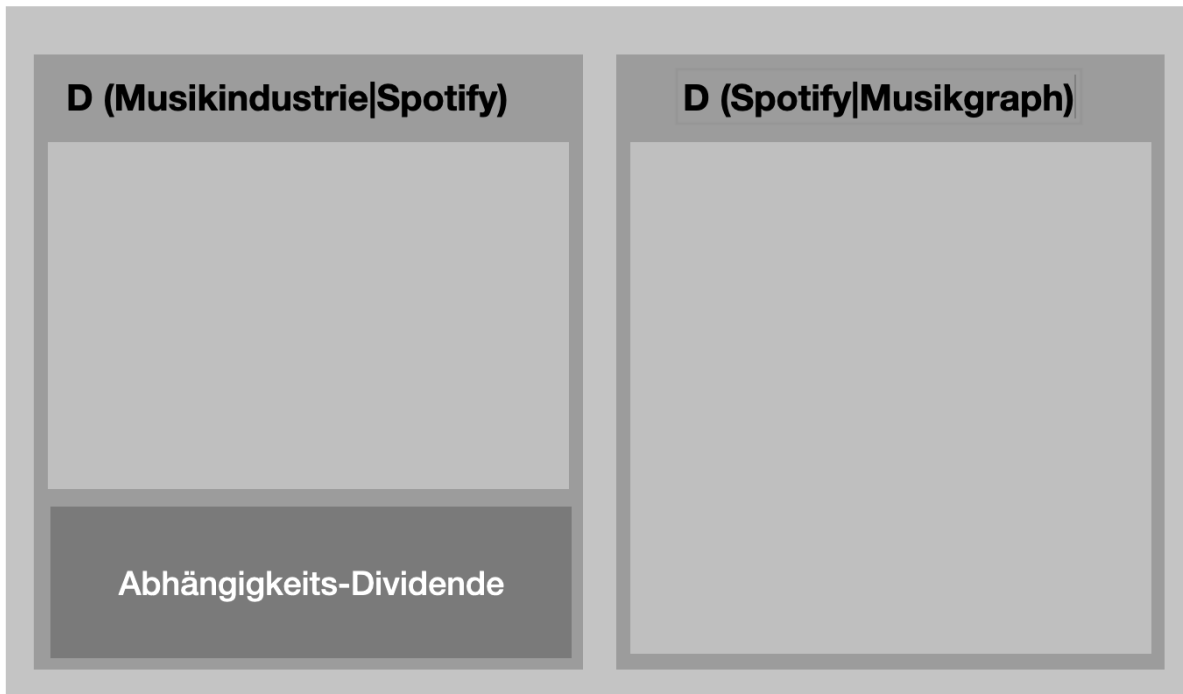 D (Musikindustrie|Spotify)
D (Spotify|Musikgraph)
Abhängigkeits-Dividende